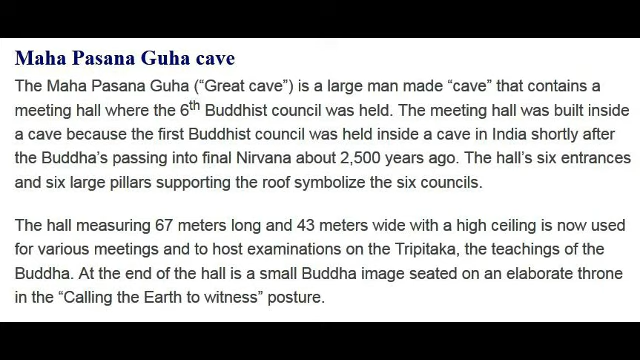 Maha Pasana Guha cave
The Maha Pasana Guha (“Great cave”) is a large man made “cave” that contains a
meeting hall where the 6th Buddhist council was held. The meeting hall was built inside
a cave because the first Buddhist council was held inside a cave in India shortly after
the Buddha’s passing into final Nirvana about 2,500 years ago. The hall’s six entrances
and six large pillars supporting the roof symbolize the six councils.
The hall measuring 67 meters long and 43 meters wide with a high ceiling is now used
for various meetings and to host examinations on the Tripitaka, the teachings of the
Buddha. At the end of the hall is a small Buddha image seated on an elaborate throne
in the “Calling the Earth to witness” posture.